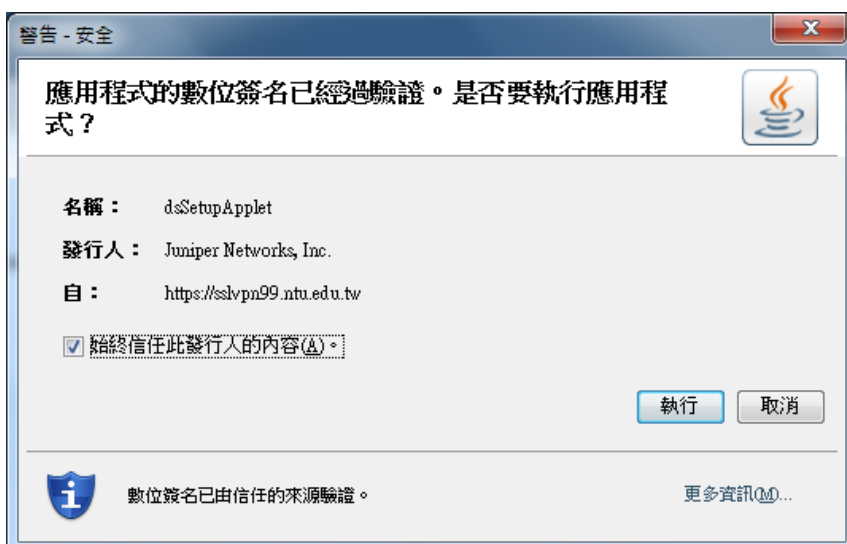 警告 - 安全
應用程式的數位簽名已經過驗證。是否要執行應用程
式？
名稱： dsSetupApplet
發行人： Juniper Networks, Inc.
自： https://sslvpn99.ntu.edu.tw
始終信任此發行人的內容(A)。
執行 取消
數位簽名已由信任的來源驗證。 更多資訊(M)...